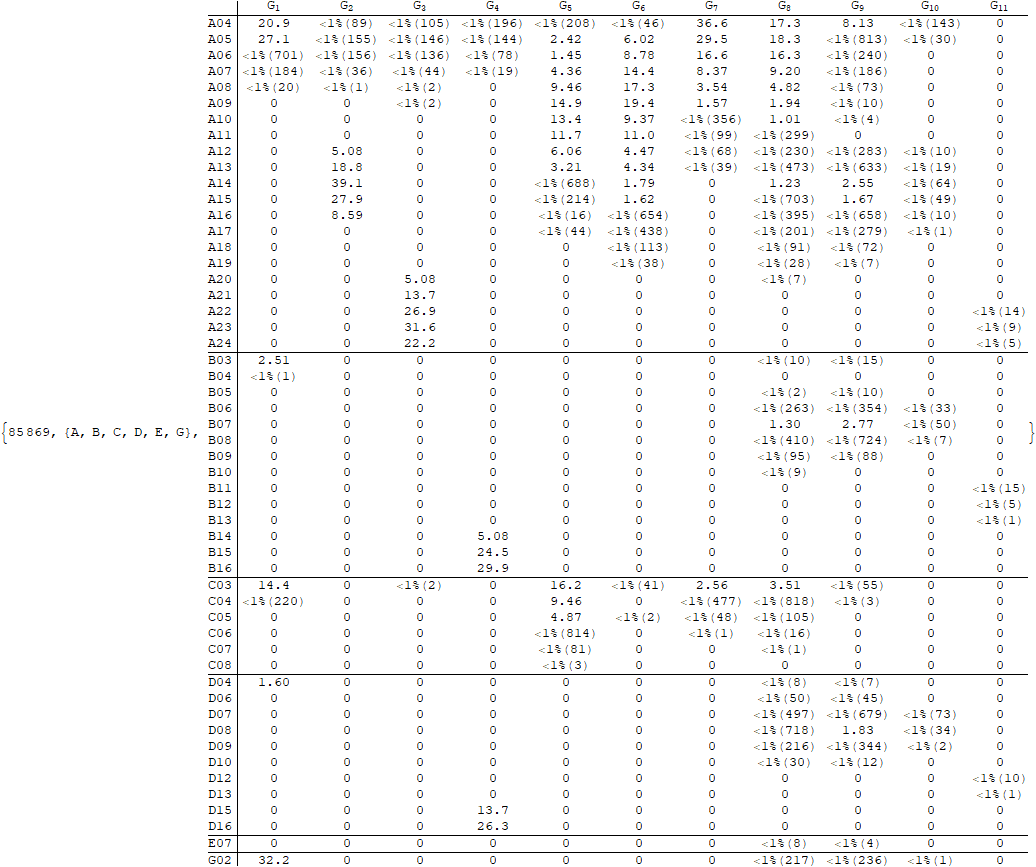 G1 G2 G3 G4 G5 G6 G7 G8 G9 G10 G11
A04 20.9 <1%(89) <1%(105) <1%(196) <1%(208) <1%(46) 36.6 17.3 8.13 <1%(143) 0
A05 27.1 <1%(155) <1%(146) <1%(144) 2.42 6.02 29.5 18.3 <1%(813) <1%(30) 0
A06 <1%(701) <1%(156) <1%(136) <1%(78) 1.45 8.78 16.6 16.3 <1%(240) 0 0
A07 <1%(184) <1%(36) <1%(44) <1%(19) 4.36 14.4 8.37 9.20 <1%(186) 0 0
A08 <1%(20) <1%(1) <1%(2) 0 9.46 17.3 3.54 4.82 <1%(73) 0 0
A09 0 0 <1%(2) 0 14.9 19.4 1.57 1.94 <1%(10) 0 0
A10 0 0 0 0 13.4 9.37 <1%(356) 1.01 <1%(4) 0 0
A11 0 0 0 0 11.7 11.0 <1%(99) <1%(299) 0 0 0
A12 0 5.08 0 0 6.06 4.47 <1%(68) <1%(230) <1%(283) <1%(10) 0
A13 0 18.8 0 0 3.21 4.34 <1%(39) <1%(473) <1%(633) <1%(19) 0
A14 0 39.1 0 0 <1%(688) 1.79 0 1.23 2.55 <1%(64) 0
A15 0 27.9 0 0 <1%(214) 1.62 0 <1%(703) 1.67 <1%(49) 0
A16 0 8.59 0 0 <1%(16) <1%(654) 0 <1%(395) <1%(658) <1%(10) 0
A17 0 0 0 0 <1%(44) <1%(438) 0 <1%(201) <1%(279) <1%(1) 0
A18 0 0 0 0 0 <1%(113) 0 <1%(91) <1%(72) 0 0
A19 0 0 0 0 0 <1%(38) 0 <1%(28) <1%(7) 0 0
A20 0 0 5.08 0 0 0 0 <1%(7) 0 0 0
A21 0 0 13.7 0 0 0 0 0 0 0 0
A22 0 0 26.9 0 0 0 0 0 0 0 <1%(14)
A23 0 0 31.6 0 0 0 0 0 0 0 <1%(9)
A24 0 0 22.2 0 0 0 0 0 0 0 <1%(5)
B03 2.51 0 0 0 0 0 0 <1%(10) <1%(15) 0 0
B04 <1%(1) 0 0 0 0 0 0 0 0 0 0
B05 0 0 0 0 0 0 0 <1%(2) <1%(10) 0 0
B06 0 0 0 0 0 0 0 <1%(263) <1%(354) <1%(33) 0
{85869, {A, B, C, D, E, G}, B07 0 0 0 0 0 0 0 1.30 2.77 <1%(50) 0 }
B08 0 0 0 0 0 0 0 <1%(410) <1%(724) <1%(7) 0
B09 0 0 0 0 0 0 0 <1%(95) <1%(88) 0 0
B10 0 0 0 0 0 0 0 <1%(9) 0 0 0
B11 0 0 0 0 0 0 0 0 0 0 <1%(15)
B12 0 0 0 0 0 0 0 0 0 0 <1%(5)
B13 0 0 0 0 0 0 0 0 0 0 <1%(1)
B14 0 0 0 5.08 0 0 0 0 0 0 0
B15 0 0 0 24.5 0 0 0 0 0 0 0
B16 0 0 0 29.9 0 0 0 0 0 0 0
C03 14.4 0 <1%(2) 0 16.2 <1%(41) 2.56 3.51 <1%(55) 0 0
C04 <1%(220) 0 0 0 9.46 0 <1%(477) <1%(818) <1%(3) 0 0
C05 0 0 0 0 4.87 <1%(2) <1%(48) <1%(105) 0 0 0
C06 0 0 0 0 <1%(814) 0 <1%(1) <1%(16) 0 0 0
C07 0 0 0 0 <1%(81) 0 0 <1%(1) 0 0 0
C08 0 0 0 0 <1%(3) 0 0 0 0 0 0
D04 1.60 0 0 0 0 0 0 <1%(8) <1%(7) 0 0
D06 0 0 0 0 0 0 0 <1%(50) <1%(45) 0 0
D07 0 0 0 0 0 0 0 <1%(497) <1%(679) <1%(73) 0
D08 0 0 0 0 0 0 0 <1%(718) 1.83 <1%(34) 0
D09 0 0 0 0 0 0 0 <1%(216) <1%(344) <1%(2) 0
D10 0 0 0 0 0 0 0 <1%(30) <1%(12) 0 0
D12 0 0 0 0 0 0 0 0 0 0 <1%(10)
D13 0 0 0 0 0 0 0 0 0 0 <1%(1)
D15 0 0 0 13.7 0 0 0 0 0 0 0
D16 0 0 0 26.3 0 0 0 0 0 0 0
E07 0 0 0 0 0 0 0 <1%(8) <1%(4) 0 0
G02 32.2 0 0 0 0 0 0 <1%(217) <1%(236) <1%(1) 0